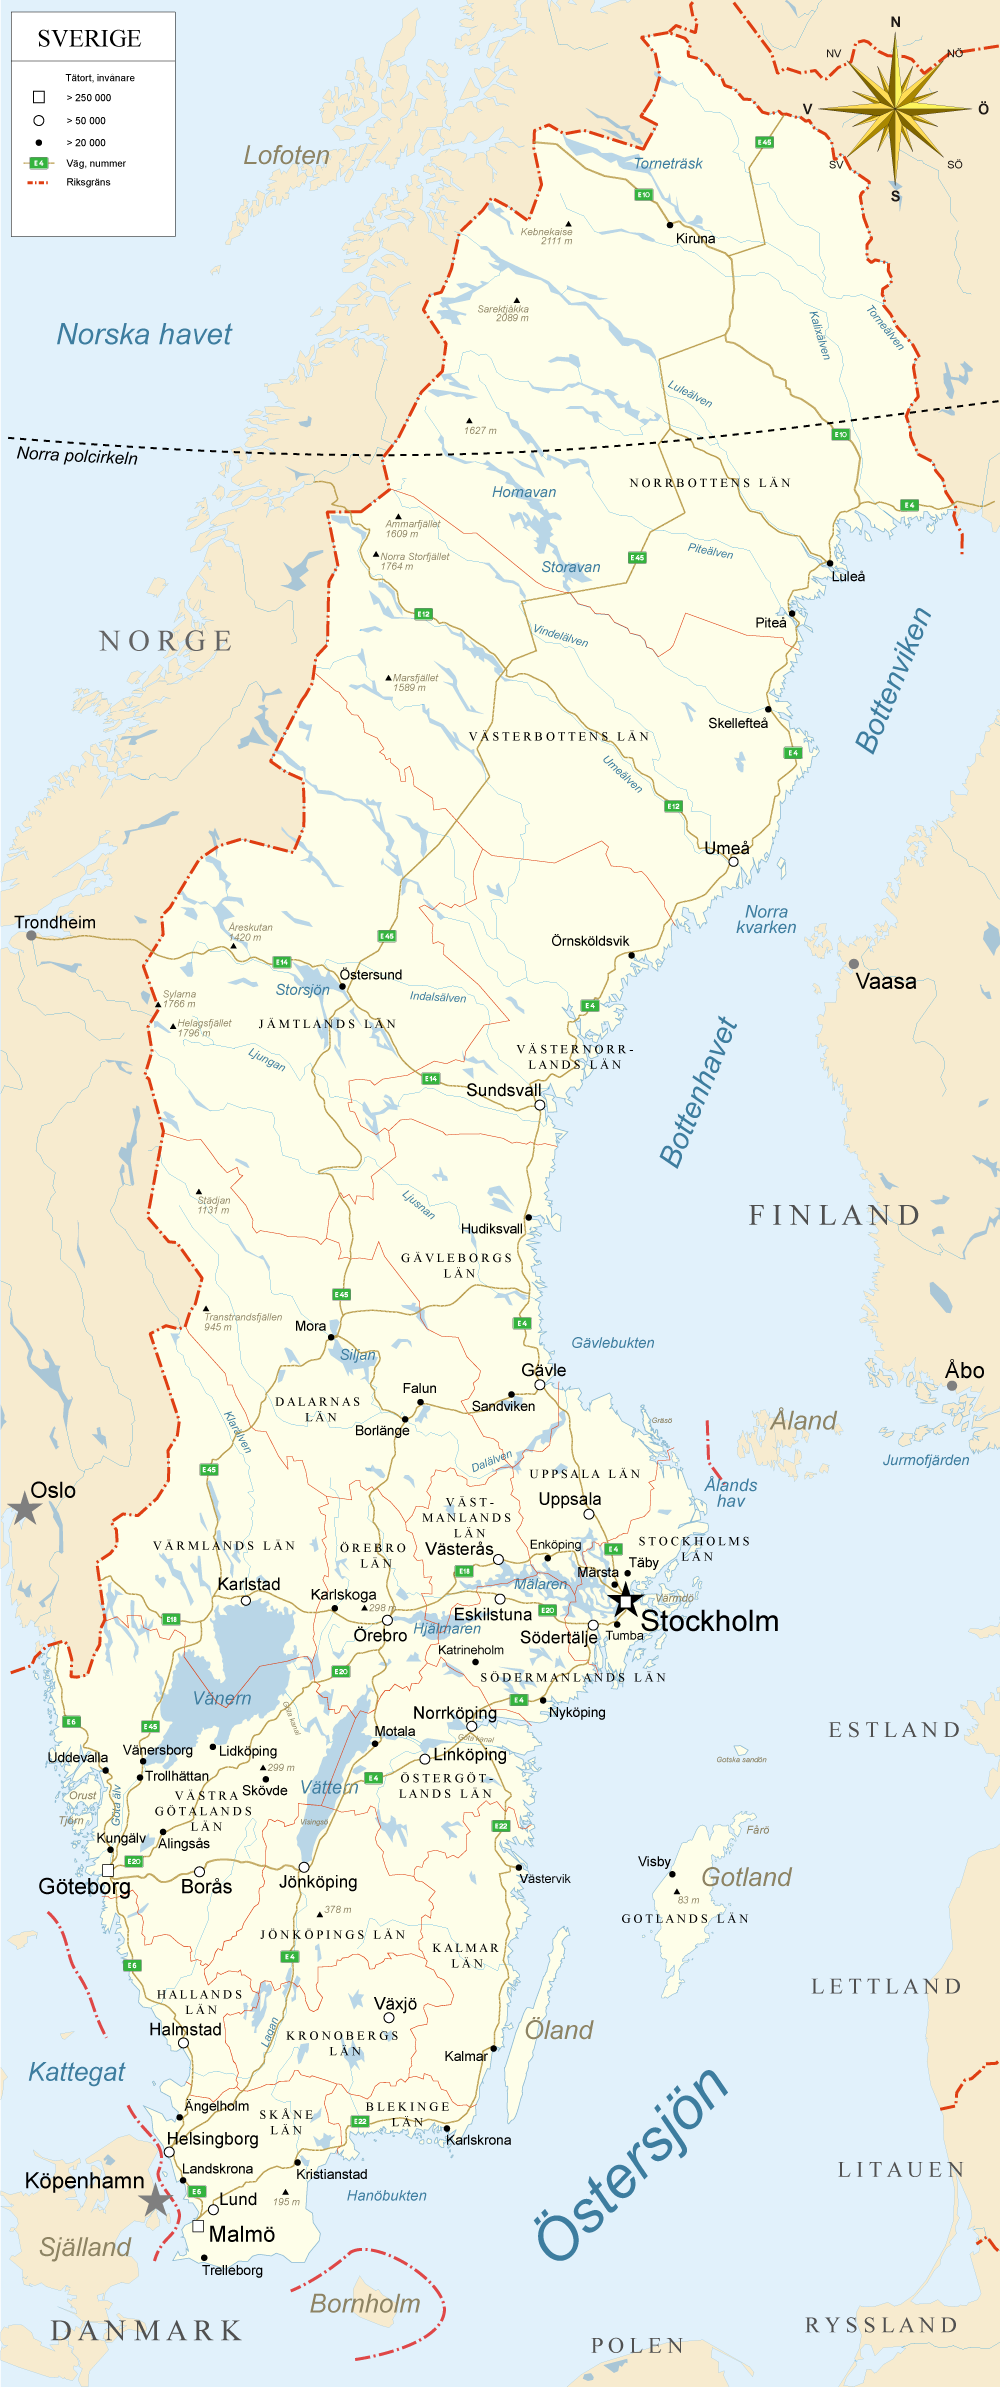 SVERIGE
Tätort, invånare
> 250 000
> 50 000
> 20 000
E4
Väg, nummer
Riksgräns
N
NV
NÖ
V
Ö
SV
SÖ
S
Lofoten
Torneträsk
E45
E10
Kebnekaise
2111 m
Kiruna
Sarektjåkka
2089 m
Norska havet
Kalixälven
Torneälven
Luleälven
1627 m
E10
Norra polcirkeln
NORRBOTTENS LÄN
Hornavan
E4
Ammarfjället
1609 m
Norra Storfjället
1764 m
Piteälven
E45
Storavan
Luleå
E12
Piteå
Vindelälven
NORGE
Bottenviken
Marsfjället
1589 m
Skellefteå
VÄSTERBOTTENS LÄN
E4
Umeälven
E12
Umeå
Trondheim
Norra
kvarken
Åreskutan
1420 m
E45
Örnsköldsvik
E14
Östersund
Vaasa
Storsjön
Indalsälven
Sylarna
1766 m
E4
Helagsfjället
1796 m
JÄMTLANDS LÄN
Bottenhavet
VÄSTERNORR-
LANDS LÄN
Ljungan
E14
Sundsvall
Städjan
1131 m
Ljusnan
Hudiksvall
FINLAND
GÄVLEBORGS
LÄN
E45
Transtrandsfjällen
945 m
Mora
E4
Gävlebukten
Siljan
Gävle
Åbo
Falun
Sandviken
DALARNAS
LÄN
Borlänge
Gräsö
Åland
Klarälven
Dalälven
Jurmofjärden
E45
UPPSALA LÄN
Ålands
hav
Oslo
Uppsala
VÄST-
MANLANDS
LÄN
VÄRMLANDS LÄN
ÖREBRO
LÄN
Västerås
Enköping
E4
STOCKHOLMS
LÄN
Täby
E18
Märsta
Karlstad
Mälaren
Karlskoga
298 m
Värmdö
Eskilstuna
E20
Stockholm
E18
Örebro
Hjälmaren
Södertälje
Tumba
Katrineholm
E20
SÖDERMANLANDS LÄN
Vänern
E4
Nyköping
Göta kanal
Norrköping
E6
E45
Motala
Göta kanal
ESTLAND
Uddevalla
Vänersborg
Lidköping
Linköping
Gotska sandön
299 m
Trollhättan
Skövde
Vättern
E4
ÖSTERGÖT-
LANDS LÄN
Orust
Göta älv
VÄSTRA
GÖTALANDS
LÄN
Tjörn
Visingsö
E22
Fårö
Kungälv
Alingsås
E20
Visby
Göteborg
Borås
Jönköping
Västervik
Gotland
83 m
378 m
GOTLANDS LÄN
JÖNKÖPINGS LÄN
KALMAR
LÄN
E6
E4
LETTLAND
HALLANDS
LÄN
Växjö
Halmstad
Lagan
KRONOBERGS
LÄN
Öland
Kalmar
Kattegat
Ängelholm
SKÅNE
LÄN
BLEKINGE
LÄN
E22
Helsingborg
Karlskrona
Östersjön
Landskrona
Kristianstad
LITAUEN
Köpenhamn
E6
Lund
195 m
Hanöbukten
Malmö
Själland
Trelleborg
Bornholm
DANMARK
RYSSLAND
POLEN